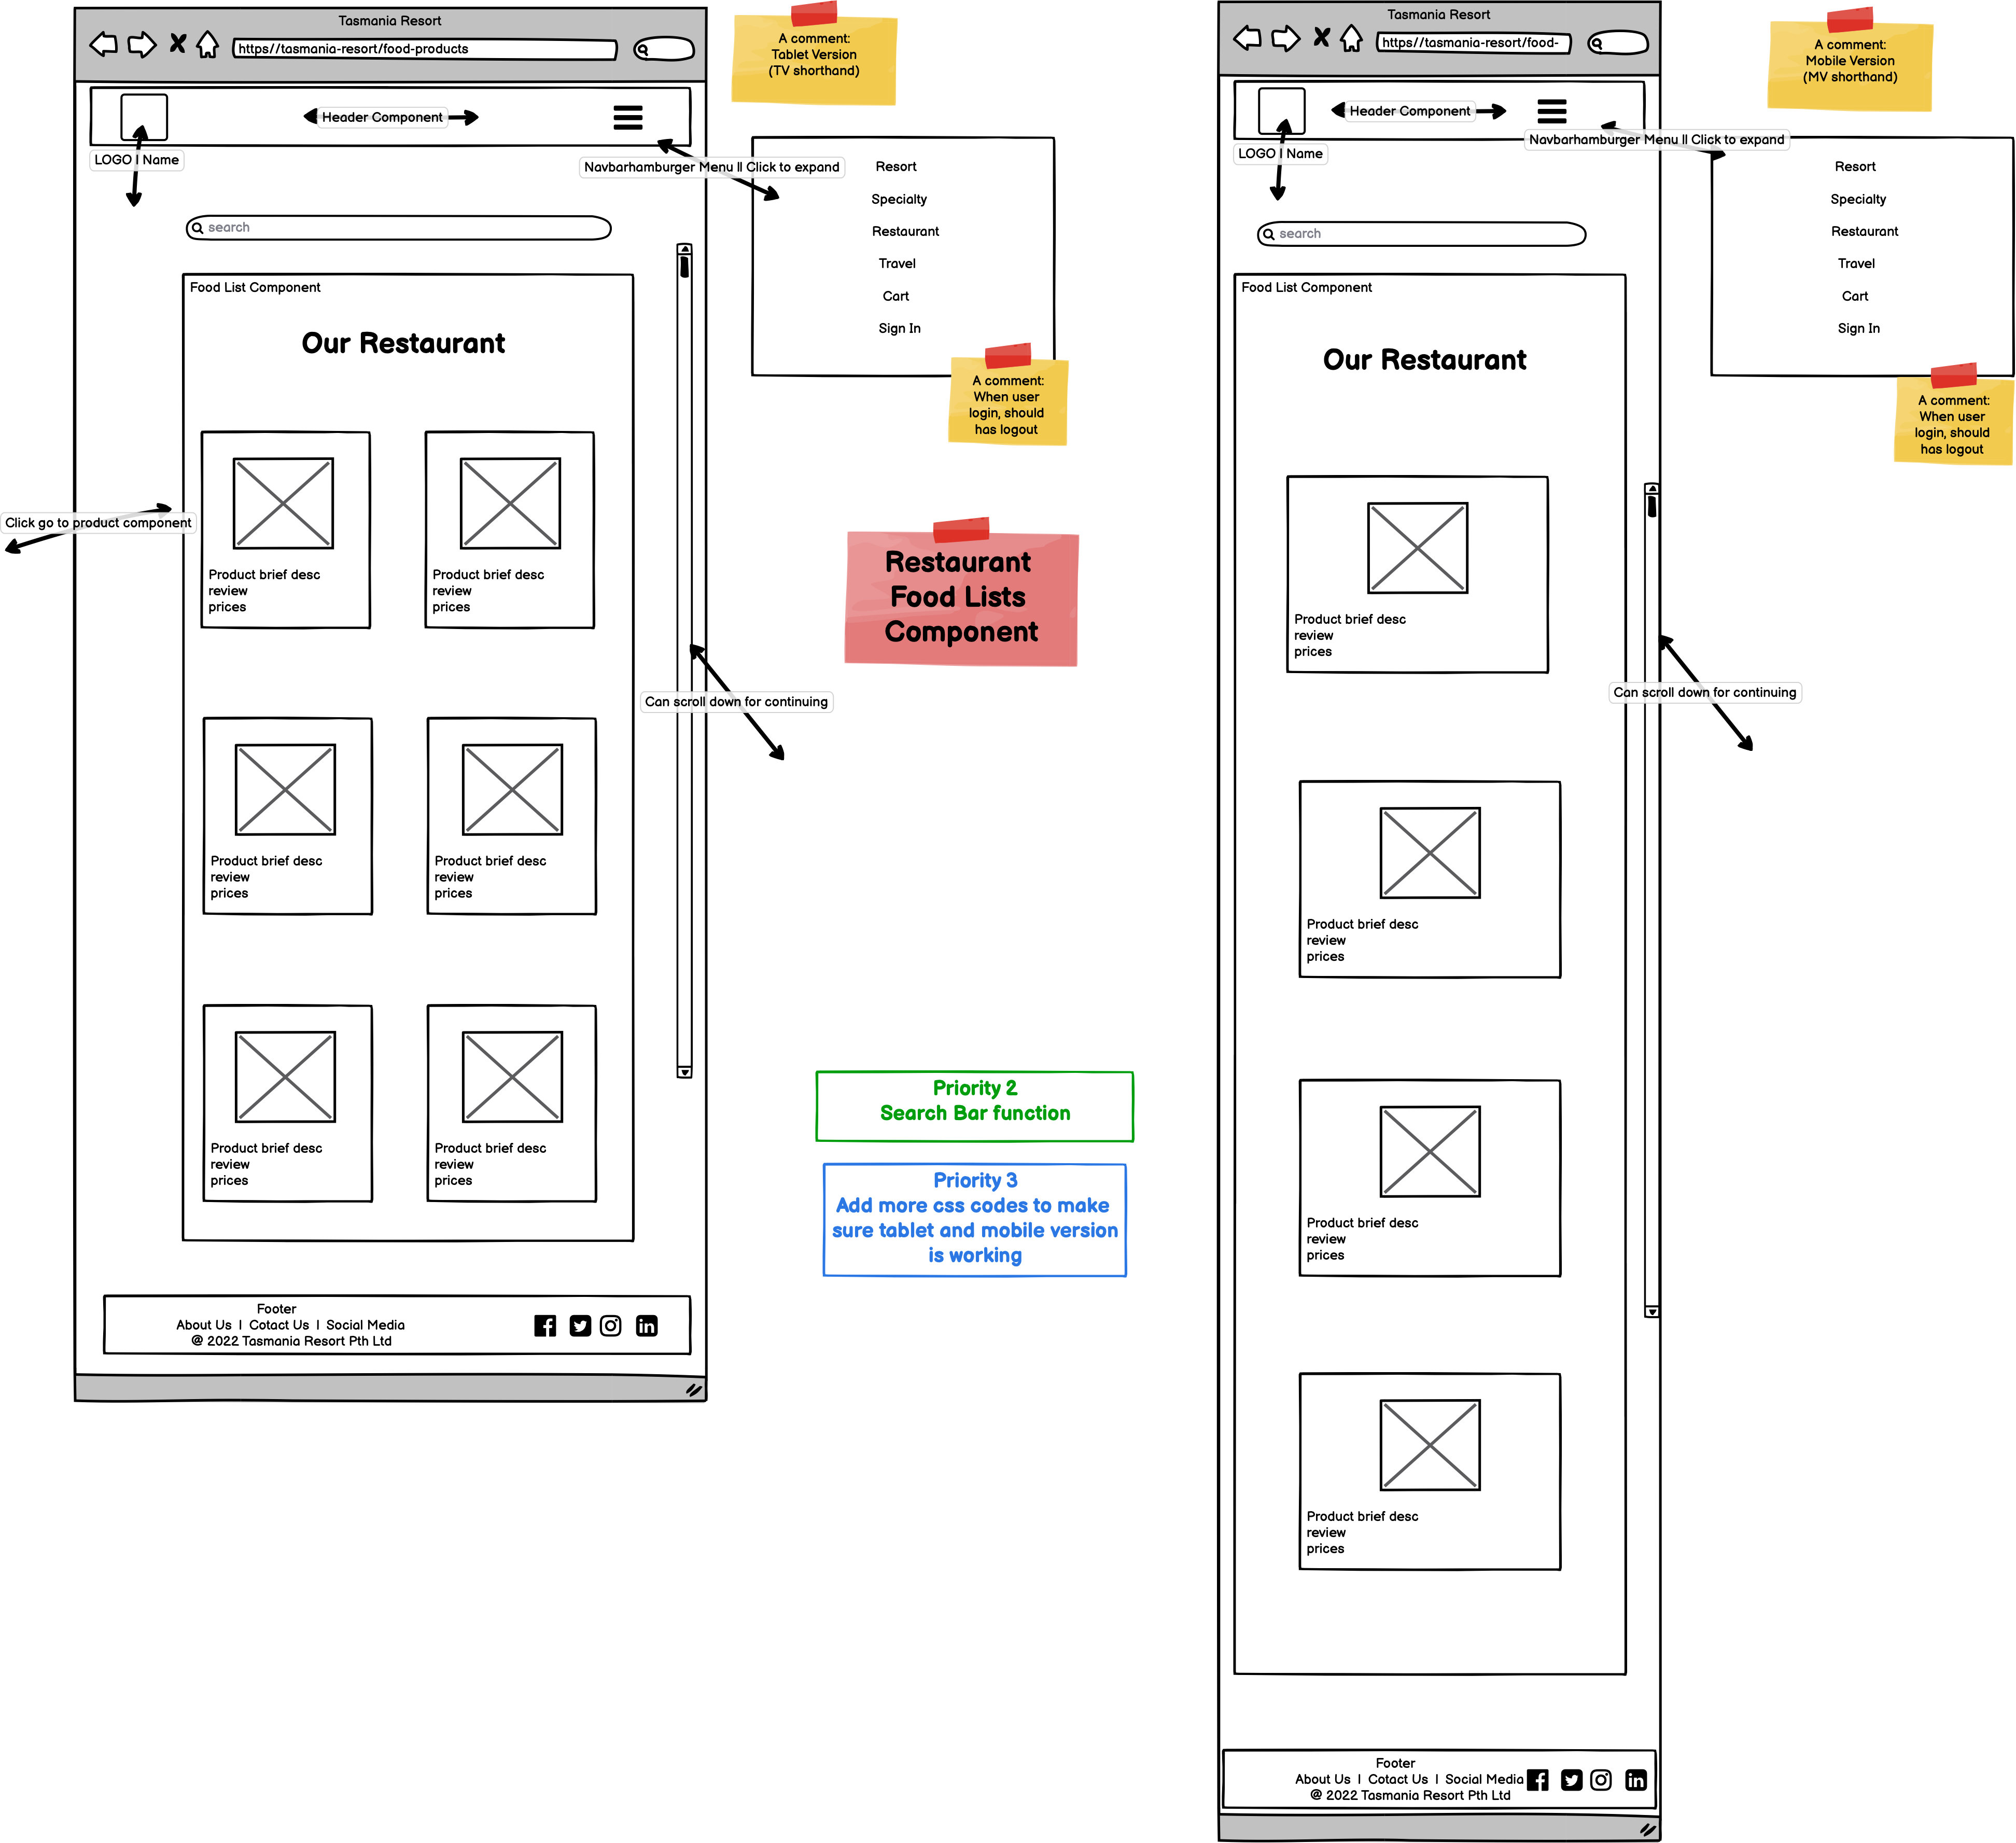 Tasmania Resort
https//tasmania-resort/food-products
A comment:
Tablet Version
(TV shorthand)
Header Component
LOGO | Name
Navbarhamburger Menu || Click to expand
Resort
Specialty
Restaurant
Travel
Cart
Sign In
A comment:
When user
login, should
has logout
search
Food List Component
Our Restaurant
Click go to product component
Product brief desc
review
prices
Product brief desc
review
prices
Can scroll down for continuing
Product brief desc
review
prices
Product brief desc
review
prices
Product brief desc
review
prices
Product brief desc
review
prices
Footer
About Us | Cotact Us | Social Media
@ 2022 Tasmania Resort Pth Ltd
Restaurant
Food Lists
Component
Priority 2
Search Bar function
Priority 3
Add more css codes to make
sure tablet and mobile version
is working
Tasmania Resort
https//tasmania-resort/food-
A comment:
Mobile Version
(MV shorthand)
Header Component
LOGO | Name
Navbarhamburger Menu || Click to expand
Resort
Specialty
Restaurant
Travel
Cart
Sign In
A comment:
When user
login, should
has logout
search
Food List Component
Our Restaurant
Product brief desc
review
prices
Can scroll down for continuing
Product brief desc
review
prices
Product brief desc
review
prices
Product brief desc
review
prices
Footer
About Us | Cotact Us | Social Media
@ 2022 Tasmania Resort Pth Ltd